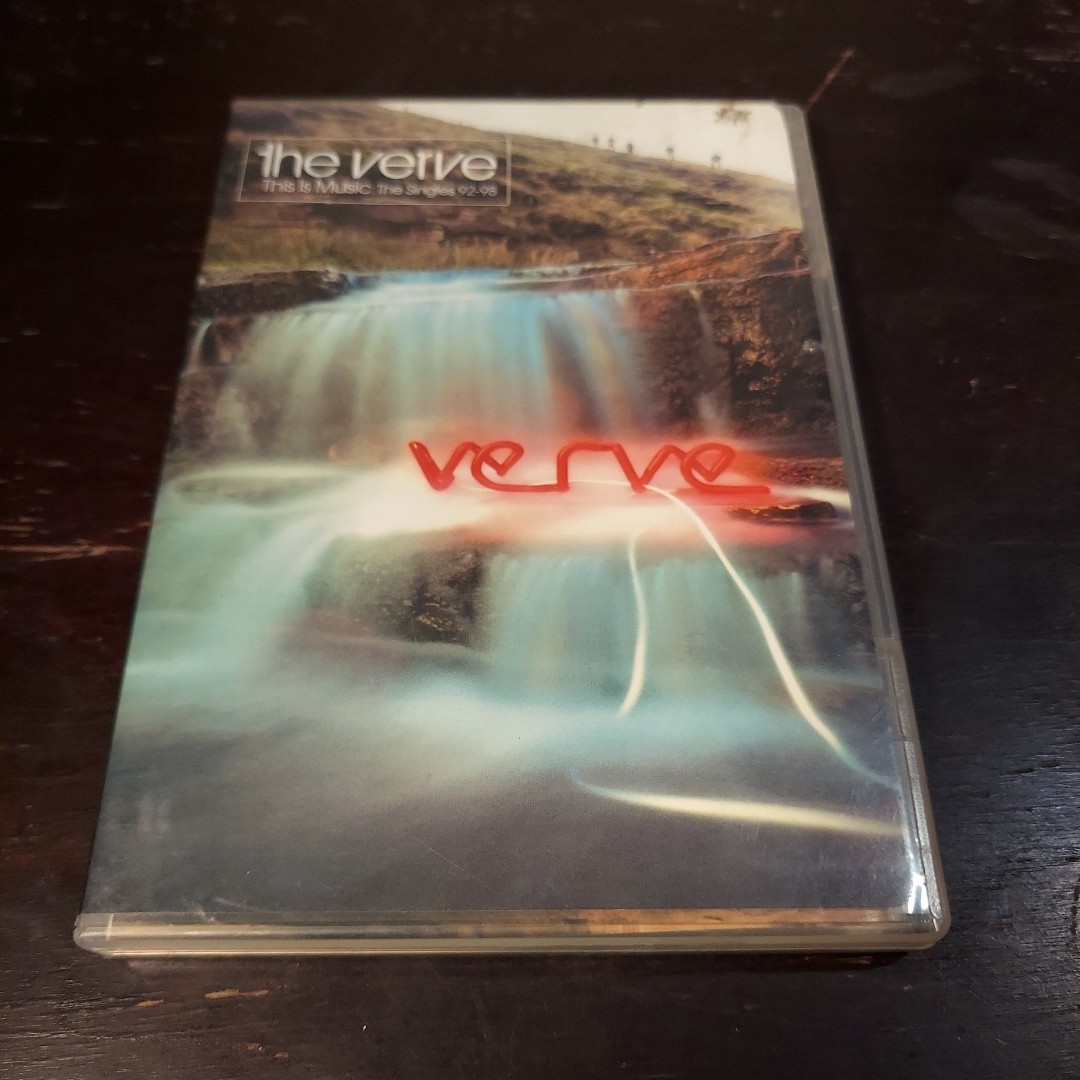 the verve
This Is Music: The Singles 92-98
verve